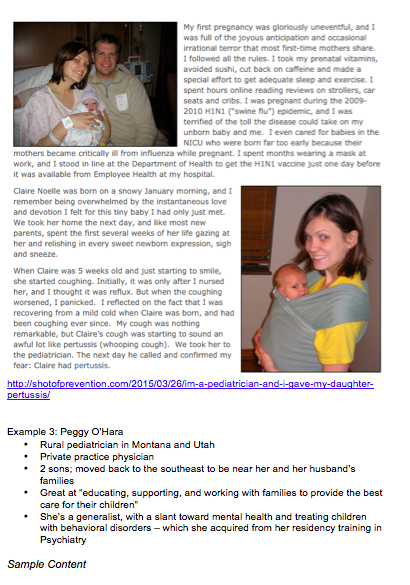 My first pregnancy was gloriously uneventful, and I
was full of the joyous anticipation and occasional
irrational terror that most first-time mothers share.
I followed all the rules. I took my prenatal vitamins,
avoided sushi, cut back on caffeine and made a
special effort to get adequate sleep and exercise. I
spent hours online reading reviews on strollers, car
seats and cribs. I was pregnant during the 2009-
2010 H1N1 ("swine flu") epidemic, and I was
terrified of the toll the disease could take on my
unborn baby and me.  I even cared for babies in the
NICU who were born far too early because their
mothers became critically ill from influenza while pregnant. I spent months wearing a mask at
work, and I stood in line at the Department of Health to get the H1N1 vaccine just one day before
it was available from Employee Health at my hospital.
Claire Noelle was born on a snowy January morning, and I
remember being overwhelmed by the instantaneous love
and devotion I felt for this tiny baby I had only just met.
We took her home the next day, and like most new
parents, spent the first several weeks of her life gazing at
her and relishing in every sweet newborn expression, sigh
and sneeze.
When Claire was 5 weeks old and just starting to smile,
she started coughing. Initially, it was only after I nursed
her, and I thought it was reflux. But when the coughing
worsened, I panicked.  I reflected on the fact that I was
recovering from a mild cold when Claire was born, and had
been coughing ever since.  My cough was nothing
remarkable, but Claire's cough was starting to sound an
awful lot like pertussis (whooping cough).  We took her to
the pediatrician. The next day he called and confirmed my
fear: Claire had pertussis.
http://shotofprevention.com/2015/03/26/im-a-pediatrician-and-i-gave-my-daughter-
pertussis/
Example 3: Peggy O'Hara
• Rural pediatrician in Montana and Utah
• Private practice physician
• 2 sons; moved back to the southeast to be near her and her husband's
families
• Great at "educating, supporting, and working with families to provide the best
care for their children"
• She's a generalist, with a slant toward mental health and treating children
with behavioral disorders – which she acquired from her residency training in
Psychiatry
Sample Content